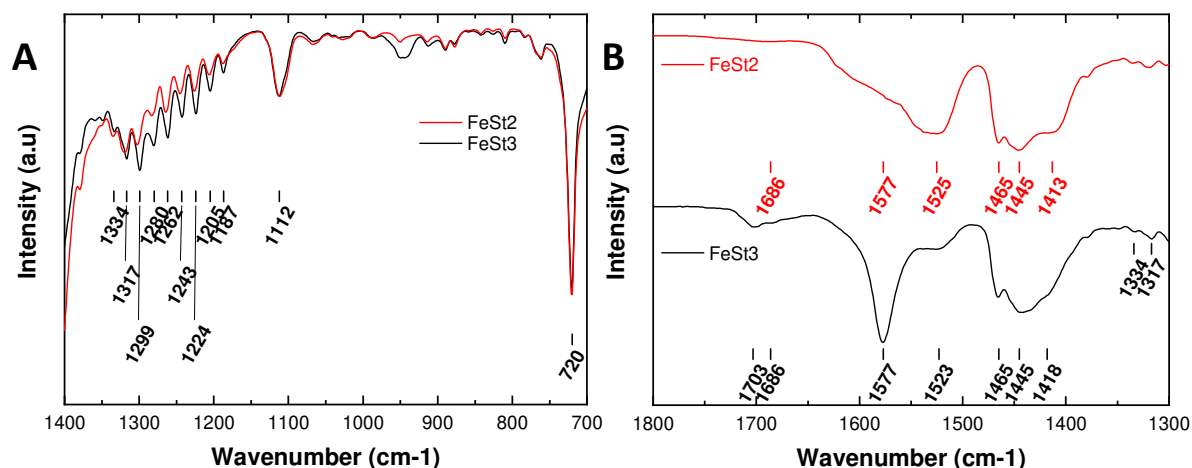 A
Intensity (a.u)
FeSt2
FeSt3
1334
1317
1299
1280
1262
1243
1224
1205
1187
1112
720
1400 1300 1200 1100 1000 900 800 700
Wavenumber (cm-1)
B
Intensity (a.u)
FeSt2
1686
1577
1525
1465
1445
1413
FeSt3
1334
1317
1703
1686
1577
1523
1465
1445
1418
1800 1700 1600 1500 1400 1300
Wavenumber (cm-1)